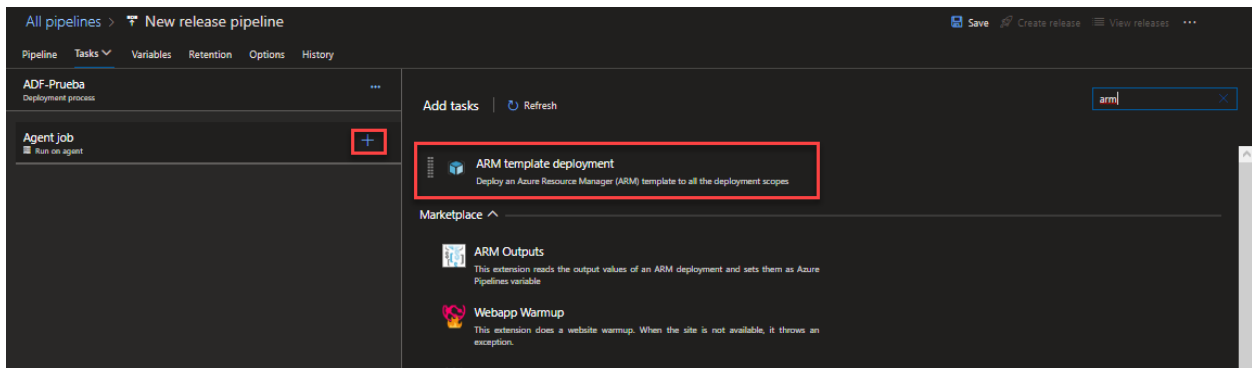 All pipelines > New release pipeline
Save Create release View releases ...
Pipeline Tasks Variables Retention Options History
ADF-Prueba
Deployment process
...
Agent job
Run on agent
+
Add tasks | Refresh
arm
ARM template deployment
Deploy an Azure Resource Manager (ARM) template to all the deployment scopes
Marketplace
ARM Outputs
This extension reads the output values of an ARM deployment and sets them as Azure
Pipelines variable
Webapp Warmup
This extension does a website warmup. When the site is not available, it throws an
exception.